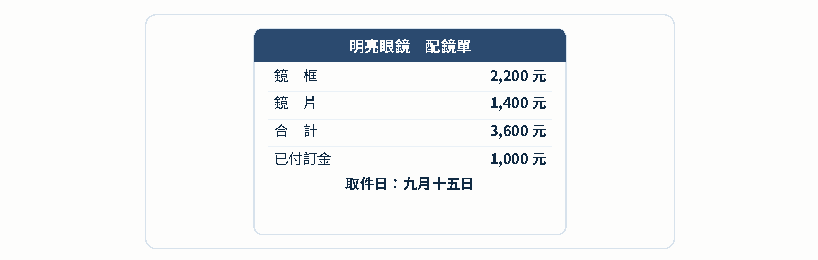 明亮眼鏡　配鏡單
鏡　框　2,200 元
鏡　片　1,400 元
合　計　3,600 元
已付訂金　1,000 元
取件日：九月十五日